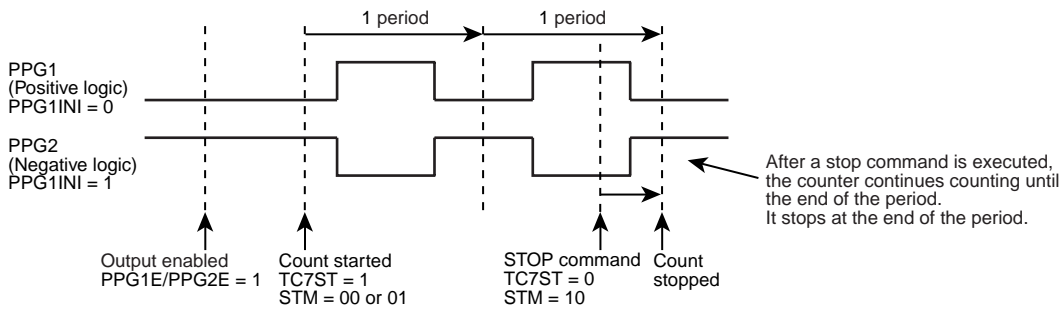 1 period
1 period
PPG1
(Positive logic)
PPG1INI = 0
PPG2
(Negative logic)
PPG1INI = 1
After a stop command is executed,
the counter continues counting until
the end of the period.
It stops at the end of the period.
Output enabled
PPG1E/PPG2E = 1
Count started
TC7ST = 1
STM = 00 or 01
STOP command
TC7ST = 0
STM = 10
Count
stopped